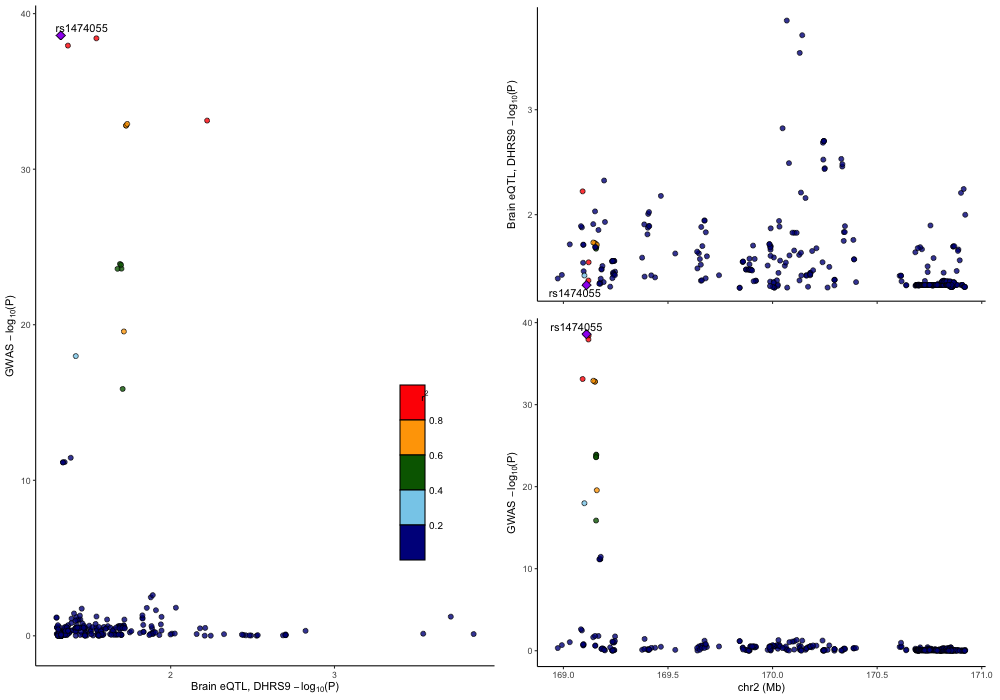 40
rs1474055
30
20
10
0
GWAS −log10(P)
2
3
Brain eQTL, DHRS9 −log10(P)
r2
0.8
0.6
0.4
0.2
3
2
Brain eQTL, DHRS9 −log10(P)
rs1474055
40
rs1474055
30
20
10
0
GWAS −log10(P)
169.0
169.5
170.0
170.5
171.0
chr2 (Mb)